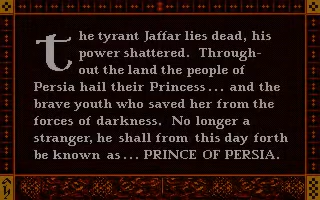 the tyrant Jaffar lies dead, his
power shattered. Through-
out the land the people of
Persia hail their Princess... and the
brave youth who saved her from the
forces of darkness. No longer a
stranger, he shall from this day forth
be known as... PRINCE OF PERSIA.